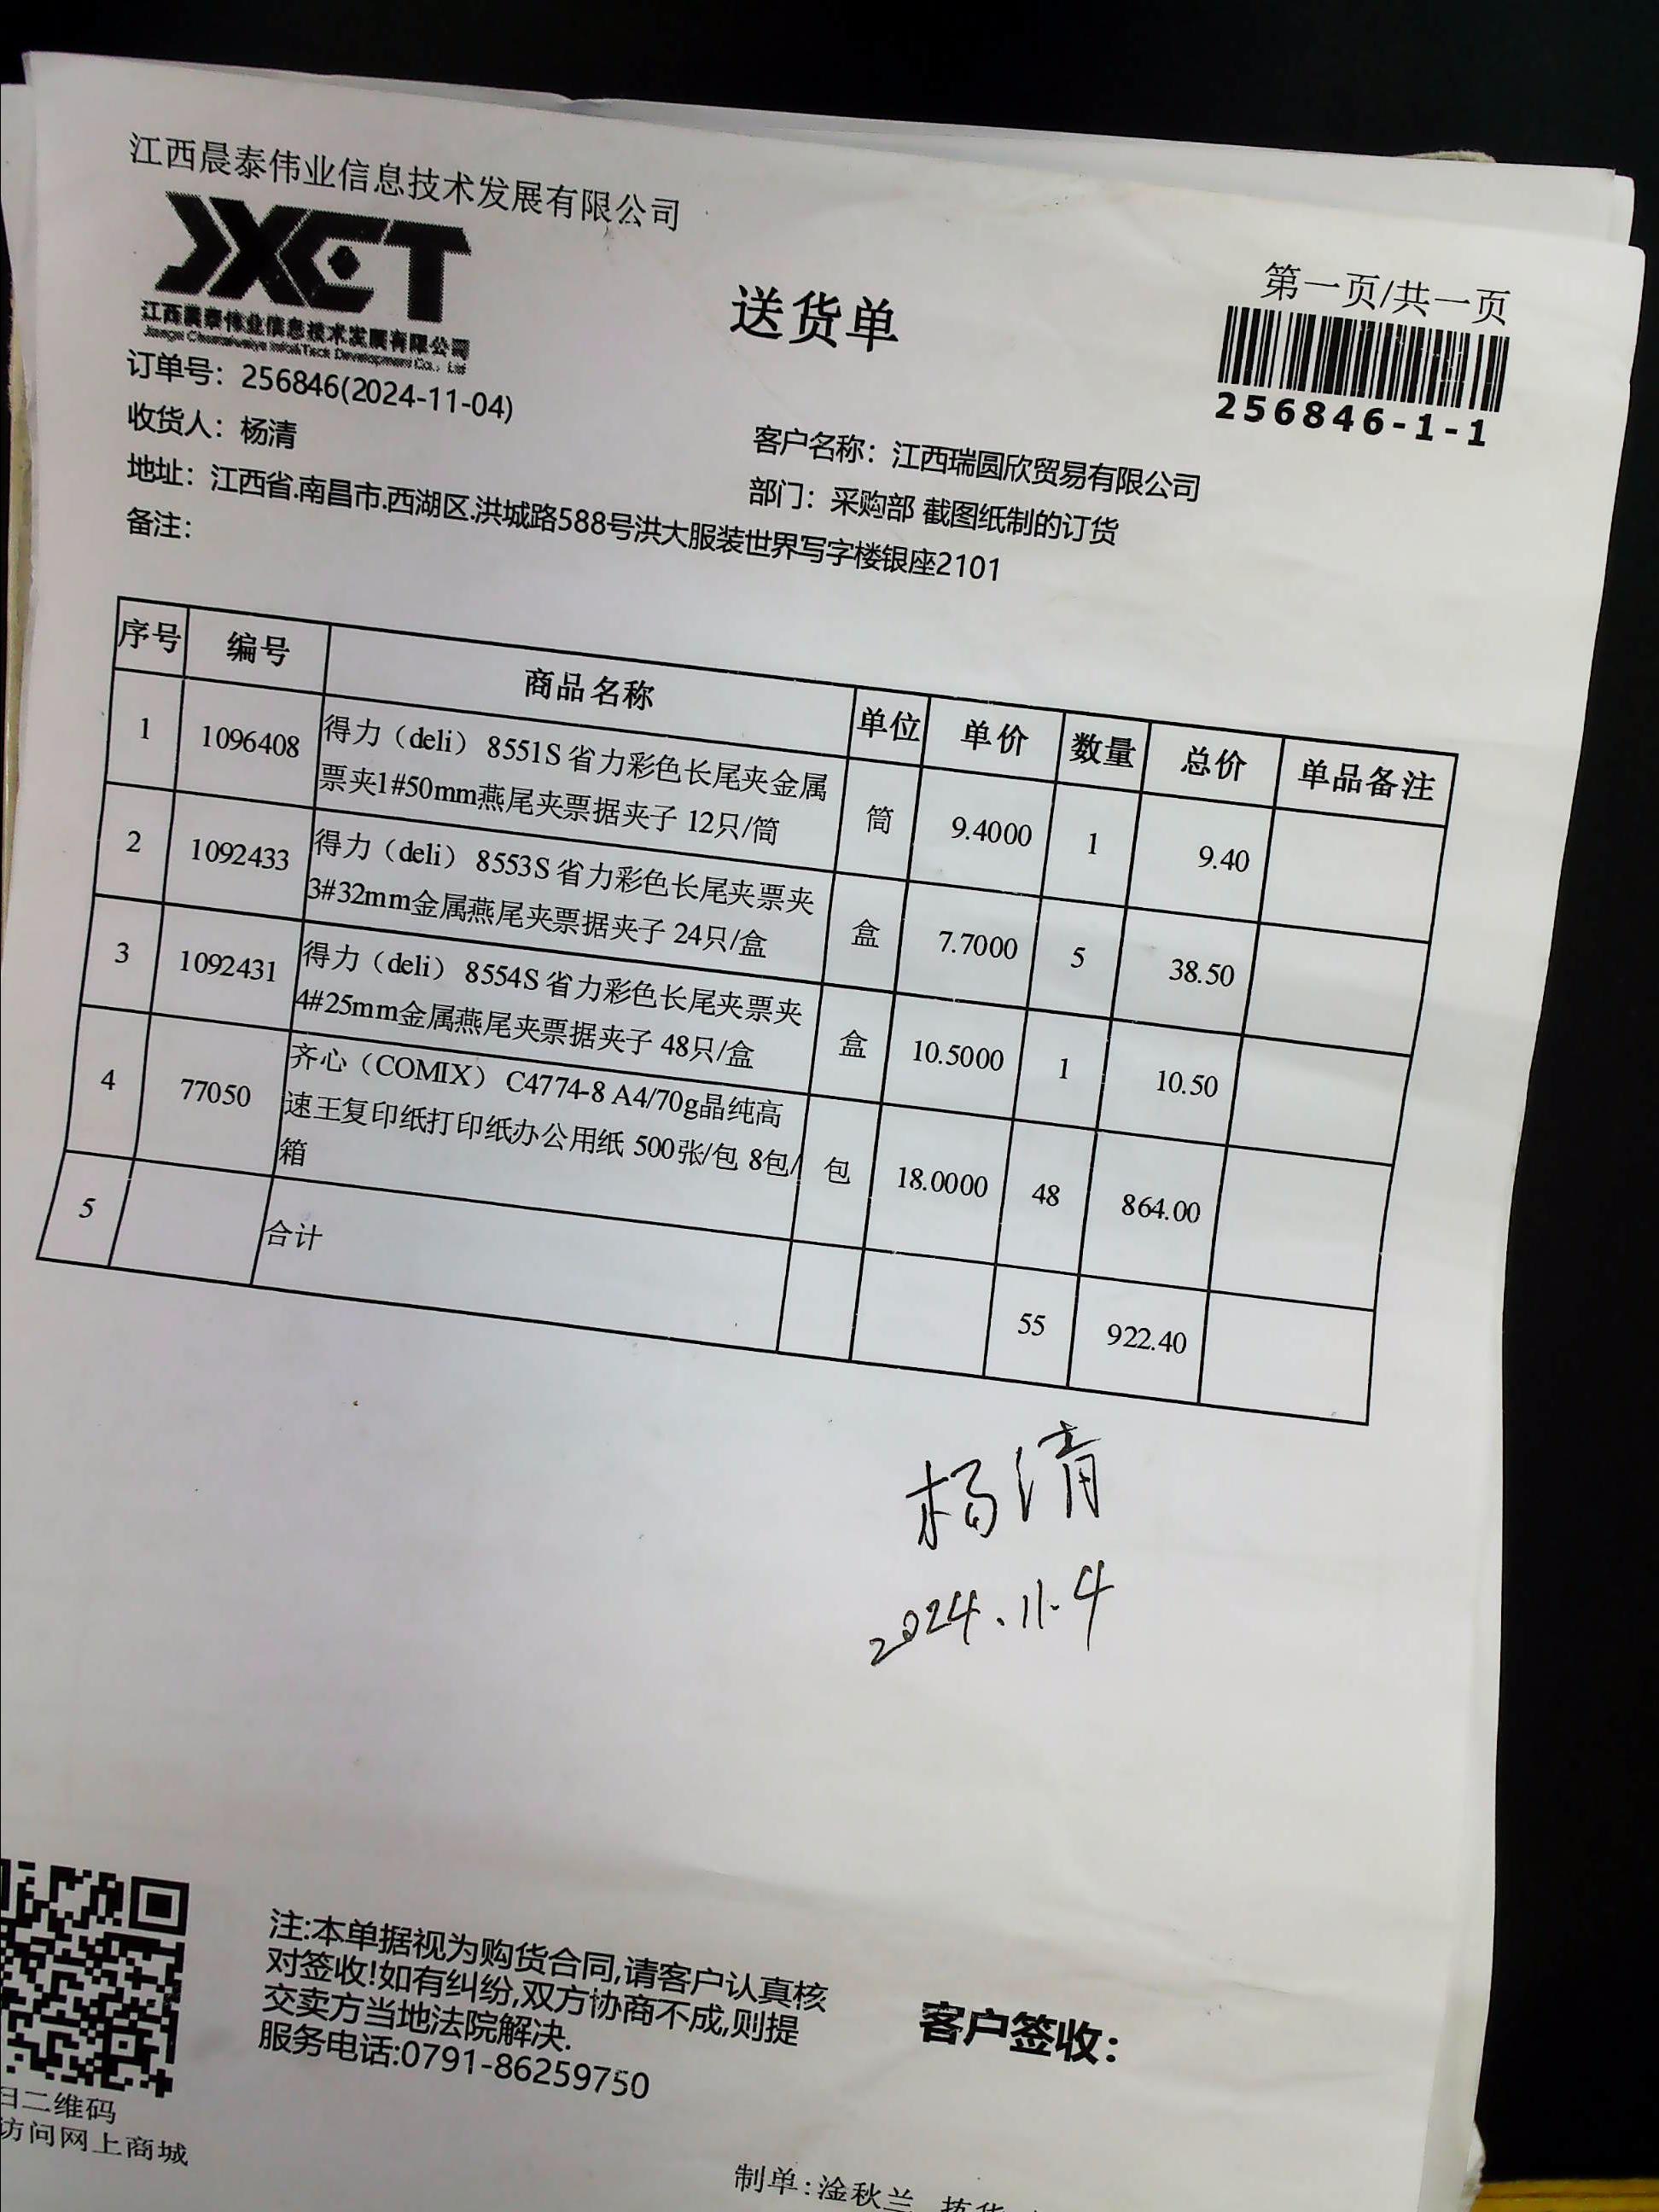 江西晨泰伟业信息技术发展有限公司
JXCT
江西晨泰伟业信息技术发展有限公司
送货单
第一页/共一页
256846-1-1
订单号：256846(2024-11-04)
收货人：杨清
客户名称：江西瑞圆欣贸易有限公司
部门：采购部 截图纸制的订货
地址：江西省.南昌市.西湖区.洪城路588号洪大服装世界写字楼银座2101
备注：
序号 编号 商品名称 单位 单价 数量 总价 单品备注
1 1096408 得力（deli） 8551S 省力彩色长尾夹金属
票夹1#50mm燕尾夹票据夹子 12只/筒 筒 9.4000 1 9.40
2 1092433 得力（deli） 8553S 省力彩色长尾夹票夹
3#32mm金属燕尾夹票据夹子 24只/盒 盒 7.7000 5 38.50
3 1092431 得力（deli） 8554S 省力彩色长尾夹票夹
4#25mm金属燕尾夹票据夹子 48只/盒 盒 10.5000 1 10.50
4 77050 齐心（COMIX） C4774-8 A4/70g晶纯高
速王复印纸打印纸办公用纸 500张/包 8包/
箱 包 18.0000 48 864.00
5 合计 55 922.40
杨清
2024.11.4
注:本单据视为购货合同,请客户认真核
对签收!如有纠纷,双方协商不成,则提
交卖方当地法院解决.
服务电话:0791-86259750
客户签收：
扫二维码
访问网上商城
制单:淦秋兰 拣货